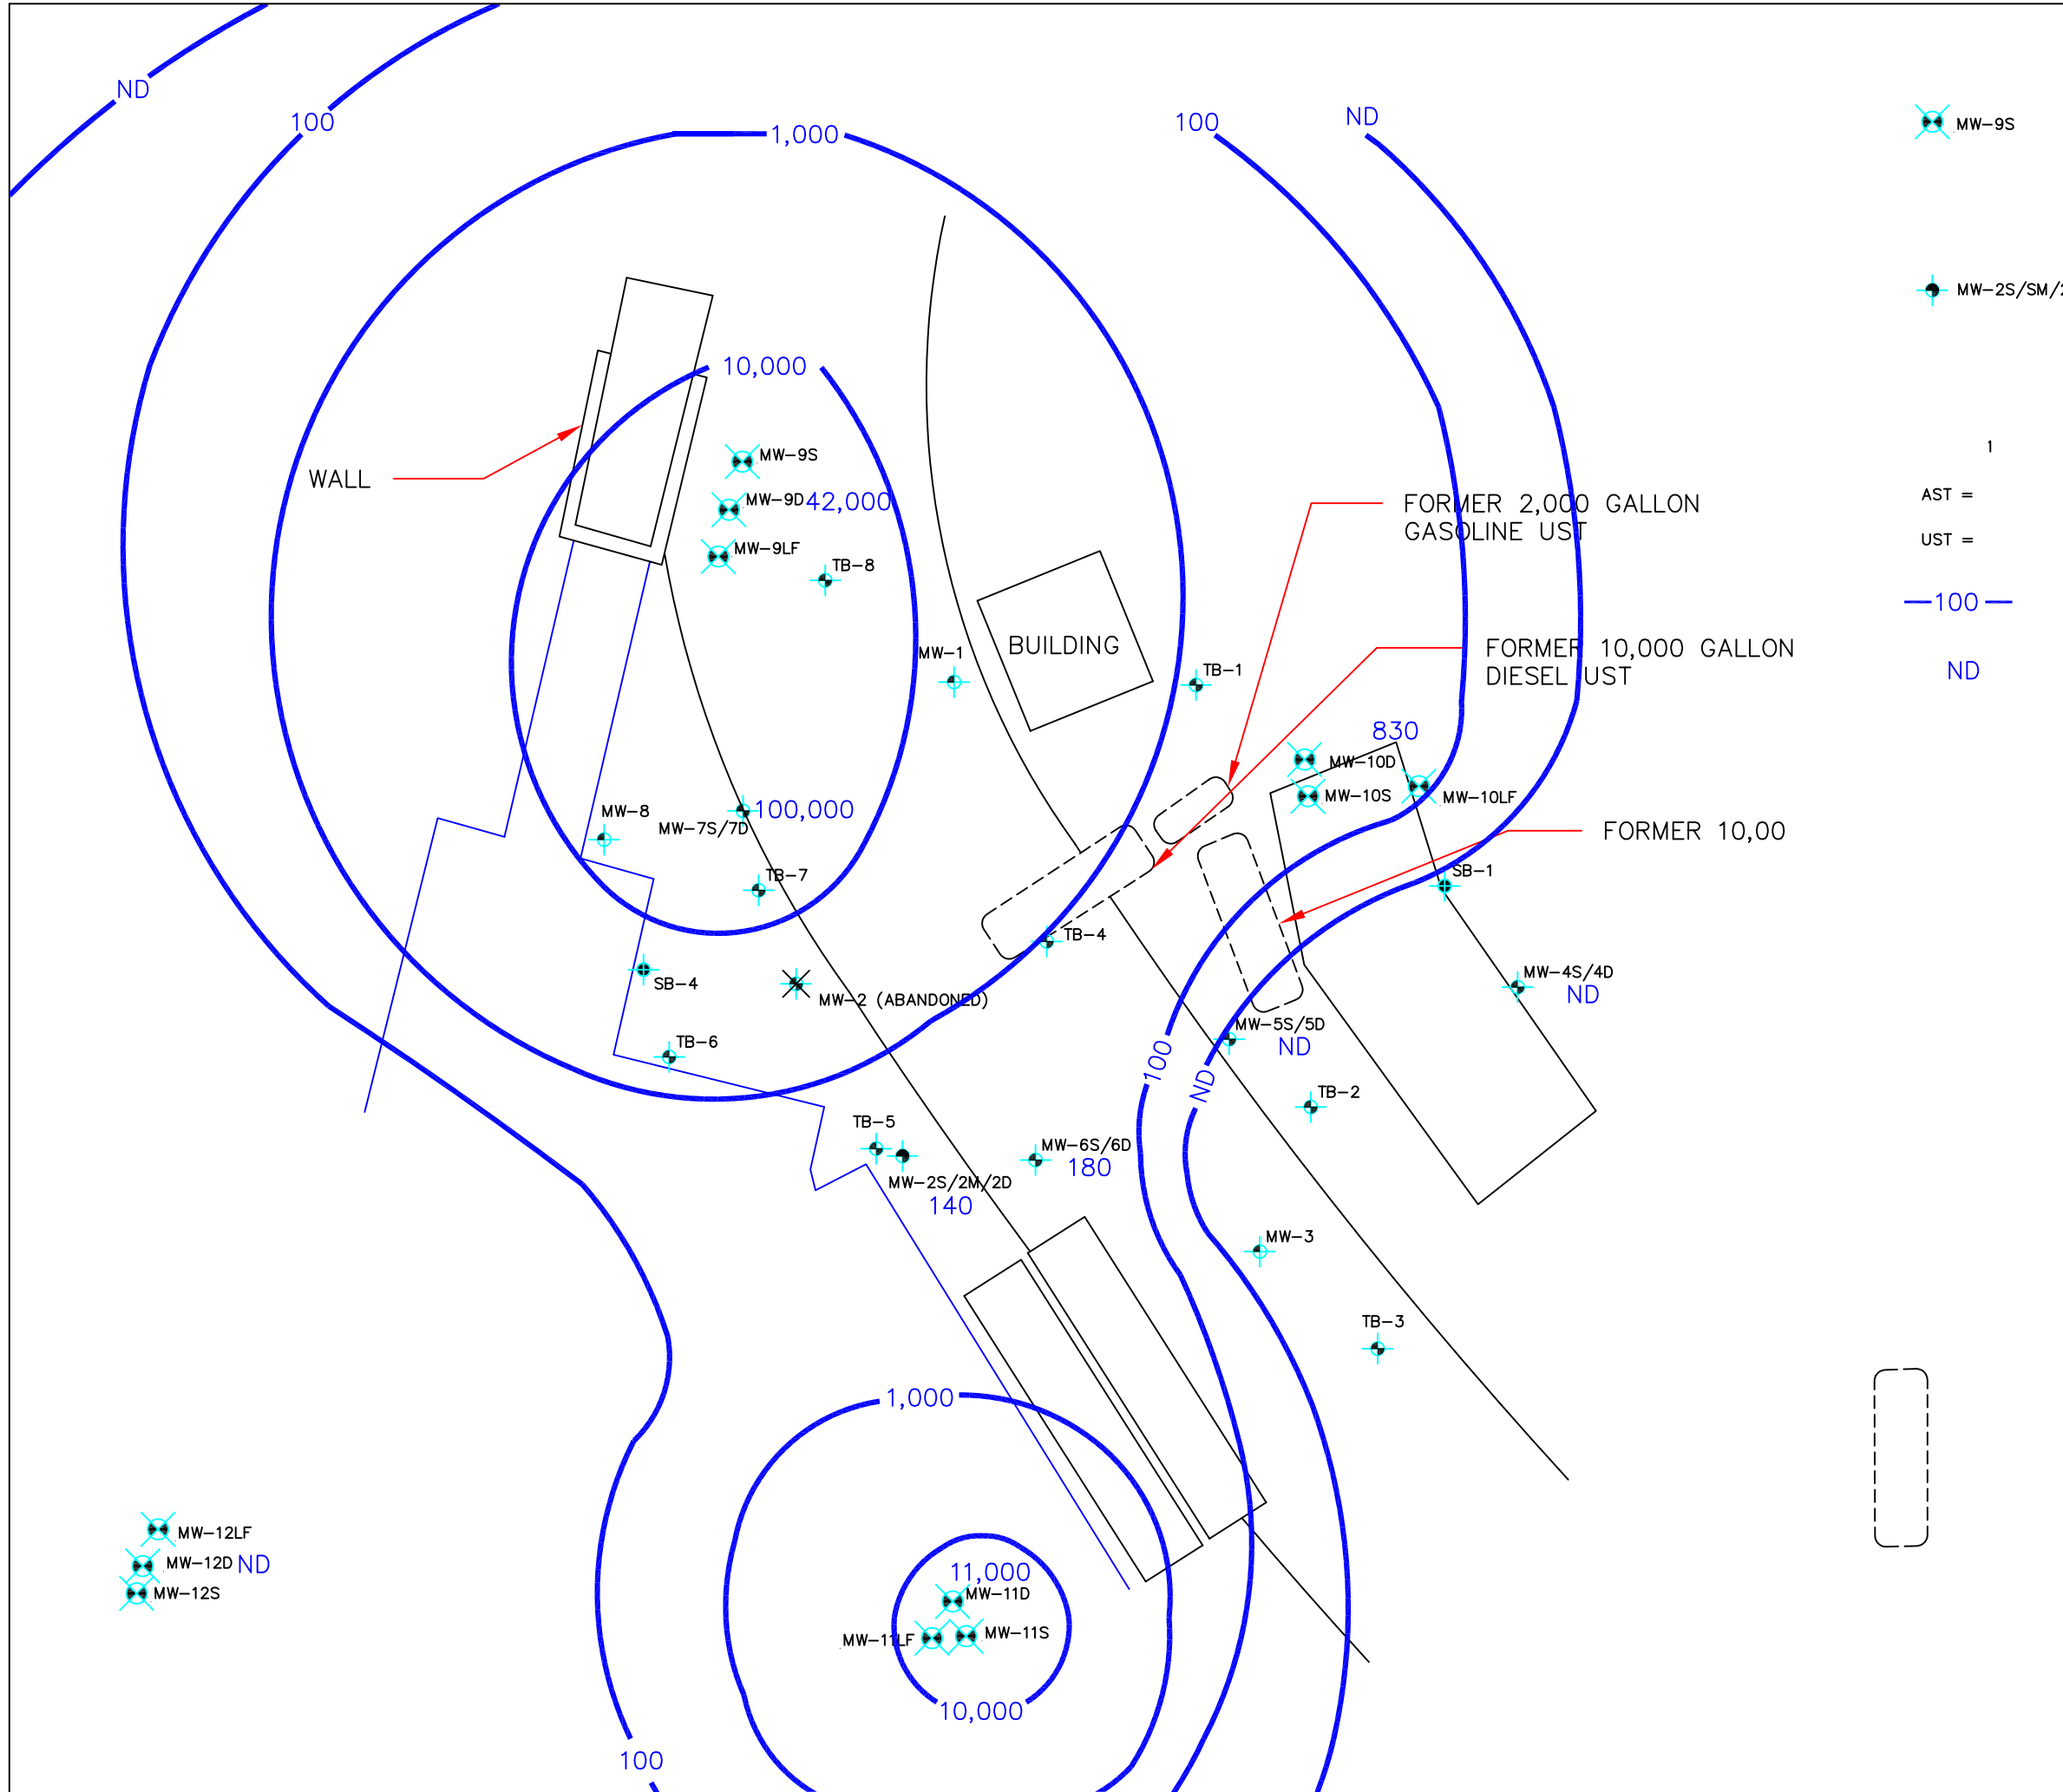 ND
100
1,000
100
ND
MW-9S
MW-2S/SM/2
10,000
MW-9S
WALL
MW-9D
42,000
MW-9LF
TB-8
FORMER 2,000 GALLON
GASOLINE UST
1
AST =
UST =
100
ND
BUILDING
MW-1
TB-1
FORMER 10,000 GALLON
DIESEL UST
830
MW-10D
MW-10S
MW-10LF
MW-8
MW-7S/7D
100,000
FORMER 10,00
TB-7
SB-1
TB-4
SB-4
MW-2 (ABANDONED)
MW-4S/4D
ND
MW-5S/5D
ND
TB-6
100
ND
TB-2
TB-5
MW-6S/6D
180
MW-2S/2M/2D
140
MW-3
TB-3
1,000
MW-12LF
MW-12D
ND
MW-12S
11,000
MW-11D
MW-11LF
MW-11S
10,000
100